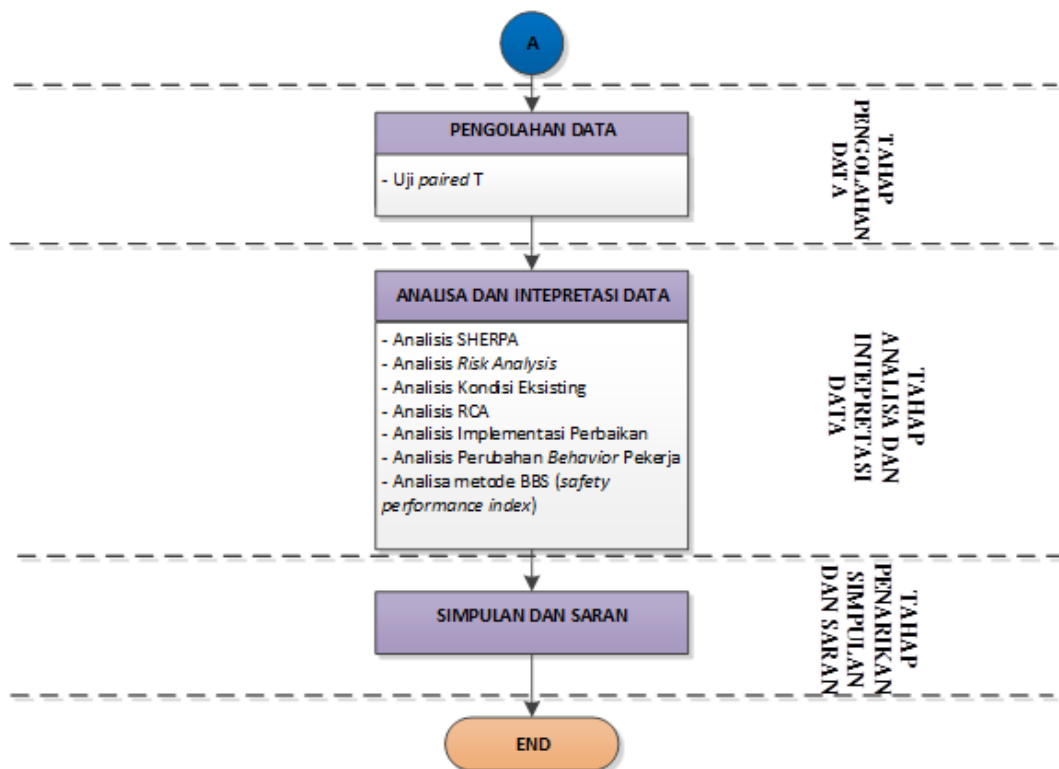 A
PENGOLAHAN DATA
- Uji paired T
TAHAP
PENGOLAHAN
DATA
ANALISA DAN INTEPRETASI DATA
- Analisis SHERPA
- Analisis Risk Analysis
- Analisis Kondisi Eksisting
- Analisis RCA
- Analisis Implementasi Perbaikan
- Analisis Perubahan Behavior Pekerja
- Analisa metode BBS (safety
performance index)
TAHAP
ANALISA DAN
INTEPRETASI
DATA
SIMPULAN DAN SARAN
TAHAP
PENARIKAN
SIMPULAN
DAN SARAN
END